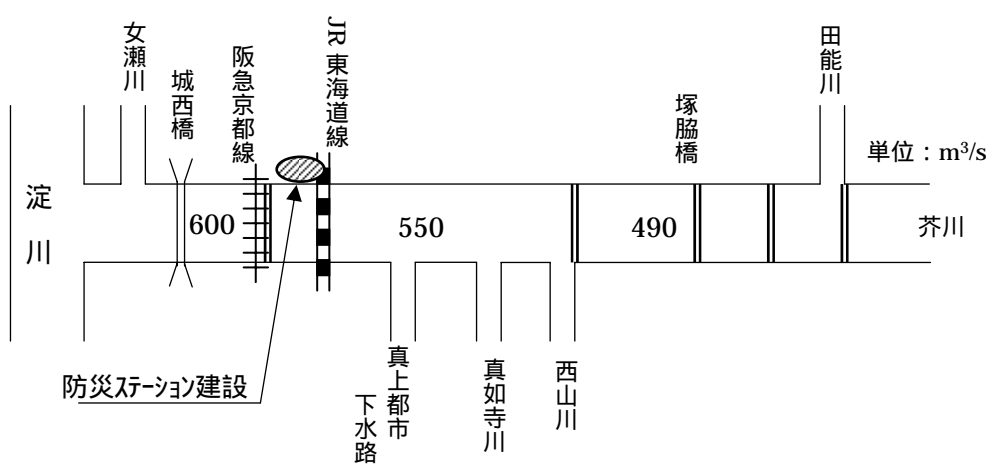 女瀬川
城西橋
阪急京都線
JR 東海道線
塚脇橋
田能川
単位：m³/s
淀川
600
550
490
芥川
防災ステーション建設
真上都市
下水路
真如寺川
西山川